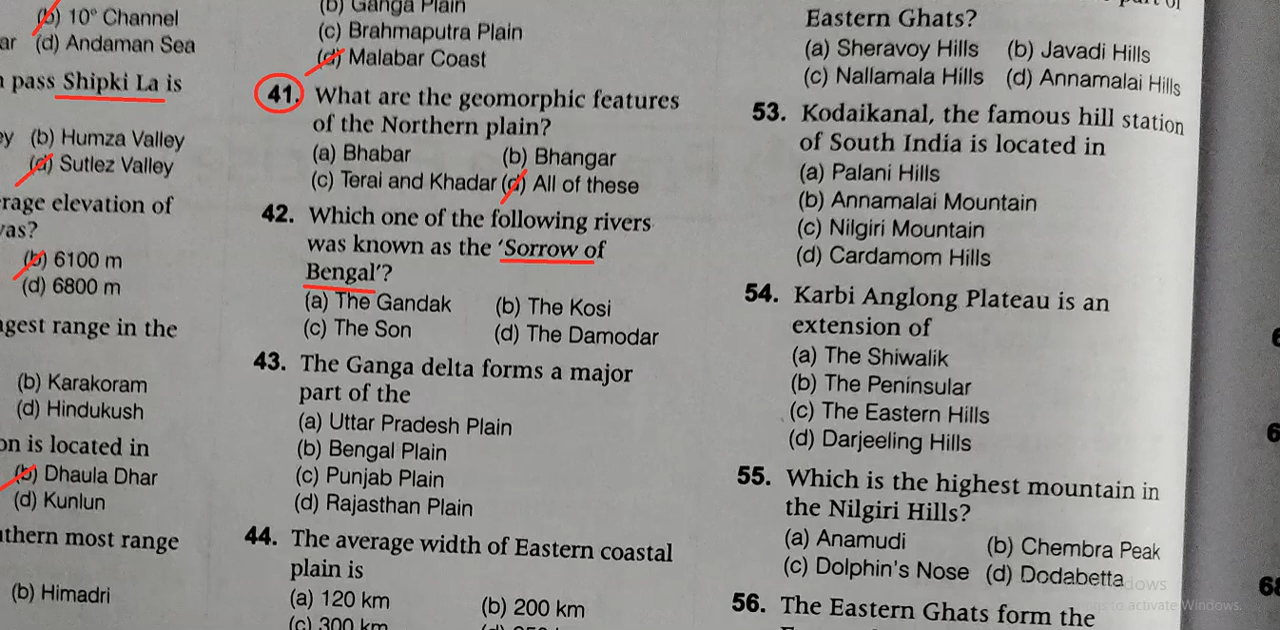 (b) 10° Channel
ar (d) Andaman Sea
pass Shipki La is
ey (b) Humza Valley
(d) Sutlez Valley
rage elevation of
vas?
(b) 6100 m
(d) 6800 m
ngest range in the
(b) Karakoram
(d) Hindukush
on is located in
(b) Dhaula Dhar
(d) Kunlun
uthern most range
(b) Himadri
(b) Ganga Plain
(c) Brahmaputra Plain
(d) Malabar Coast
41. What are the geomorphic features
of the Northern plain?
(a) Bhabar (b) Bhangar
(c) Terai and Khadar (d) All of these
42. Which one of the following rivers
was known as the 'Sorrow of
Bengal'?
(a) The Gandak (b) The Kosi
(c) The Son (d) The Damodar
43. The Ganga delta forms a major
part of the
(a) Uttar Pradesh Plain
(b) Bengal Plain
(c) Punjab Plain
(d) Rajasthan Plain
44. The average width of Eastern coastal
plain is
(a) 120 km (b) 200 km
(c) 300 km
Eastern Ghats?
(a) Sheravoy Hills (b) Javadi Hills
(c) Nallamala Hills (d) Annamalai Hills
53. Kodaikanal, the famous hill station
of South India is located in
(a) Palani Hills
(b) Annamalai Mountain
(c) Nilgiri Mountain
(d) Cardamom Hills
54. Karbi Anglong Plateau is an
extension of
(a) The Shiwalik
(b) The Peninsular
(c) The Eastern Hills
(d) Darjeeling Hills
55. Which is the highest mountain in
the Nilgiri Hills?
(a) Anamudi (b) Chembra Peak
(c) Dolphin's Nose (d) Dodabetta
56. The Eastern Ghats form the
to activate Windows.